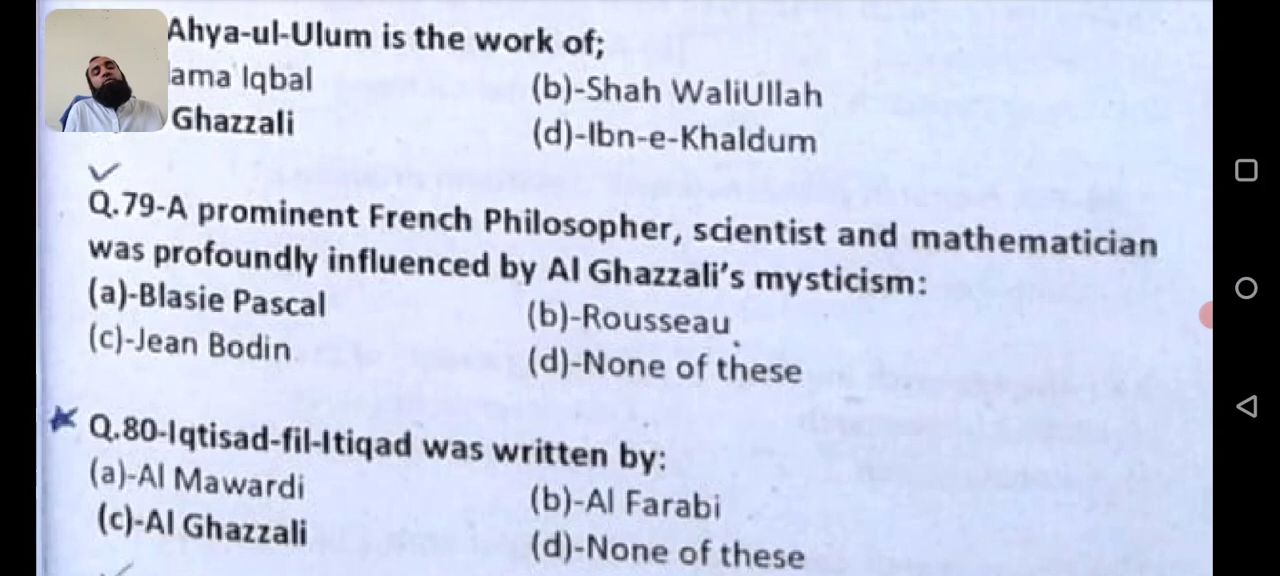 Ahya-ul-Ulum is the work of;
lama Iqbal (b)-Shah WaliUllah
Ghazzali (d)-Ibn-e-Khaldum
Q.79-A prominent French Philosopher, scientist and mathematician
was profoundly influenced by Al Ghazzali's mysticism:
(a)-Blasie Pascal (b)-Rousseau
(c)-Jean Bodin (d)-None of these
Q.80-Iqtisad-fil-Itiqad was written by:
(a)-Al Mawardi (b)-Al Farabi
(c)-Al Ghazzali (d)-None of these